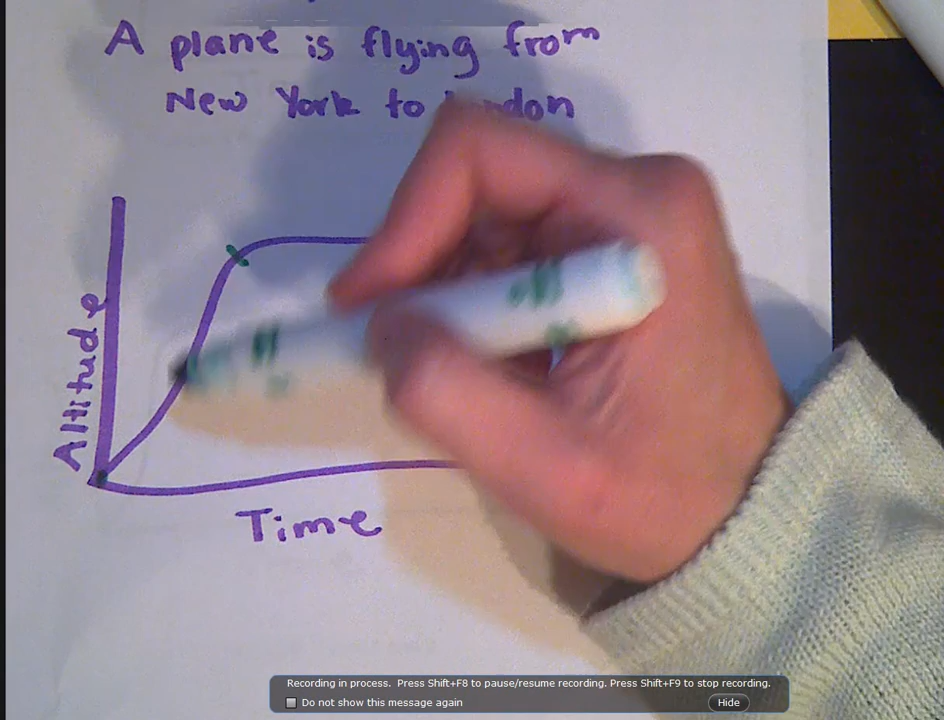 A plane is flying from
New York to London
Altitude
Time
Recording in process. Press Shift+F8 to pause/resume recording. Press Shift+F9 to stop recording.
Do not show this message again
Hide